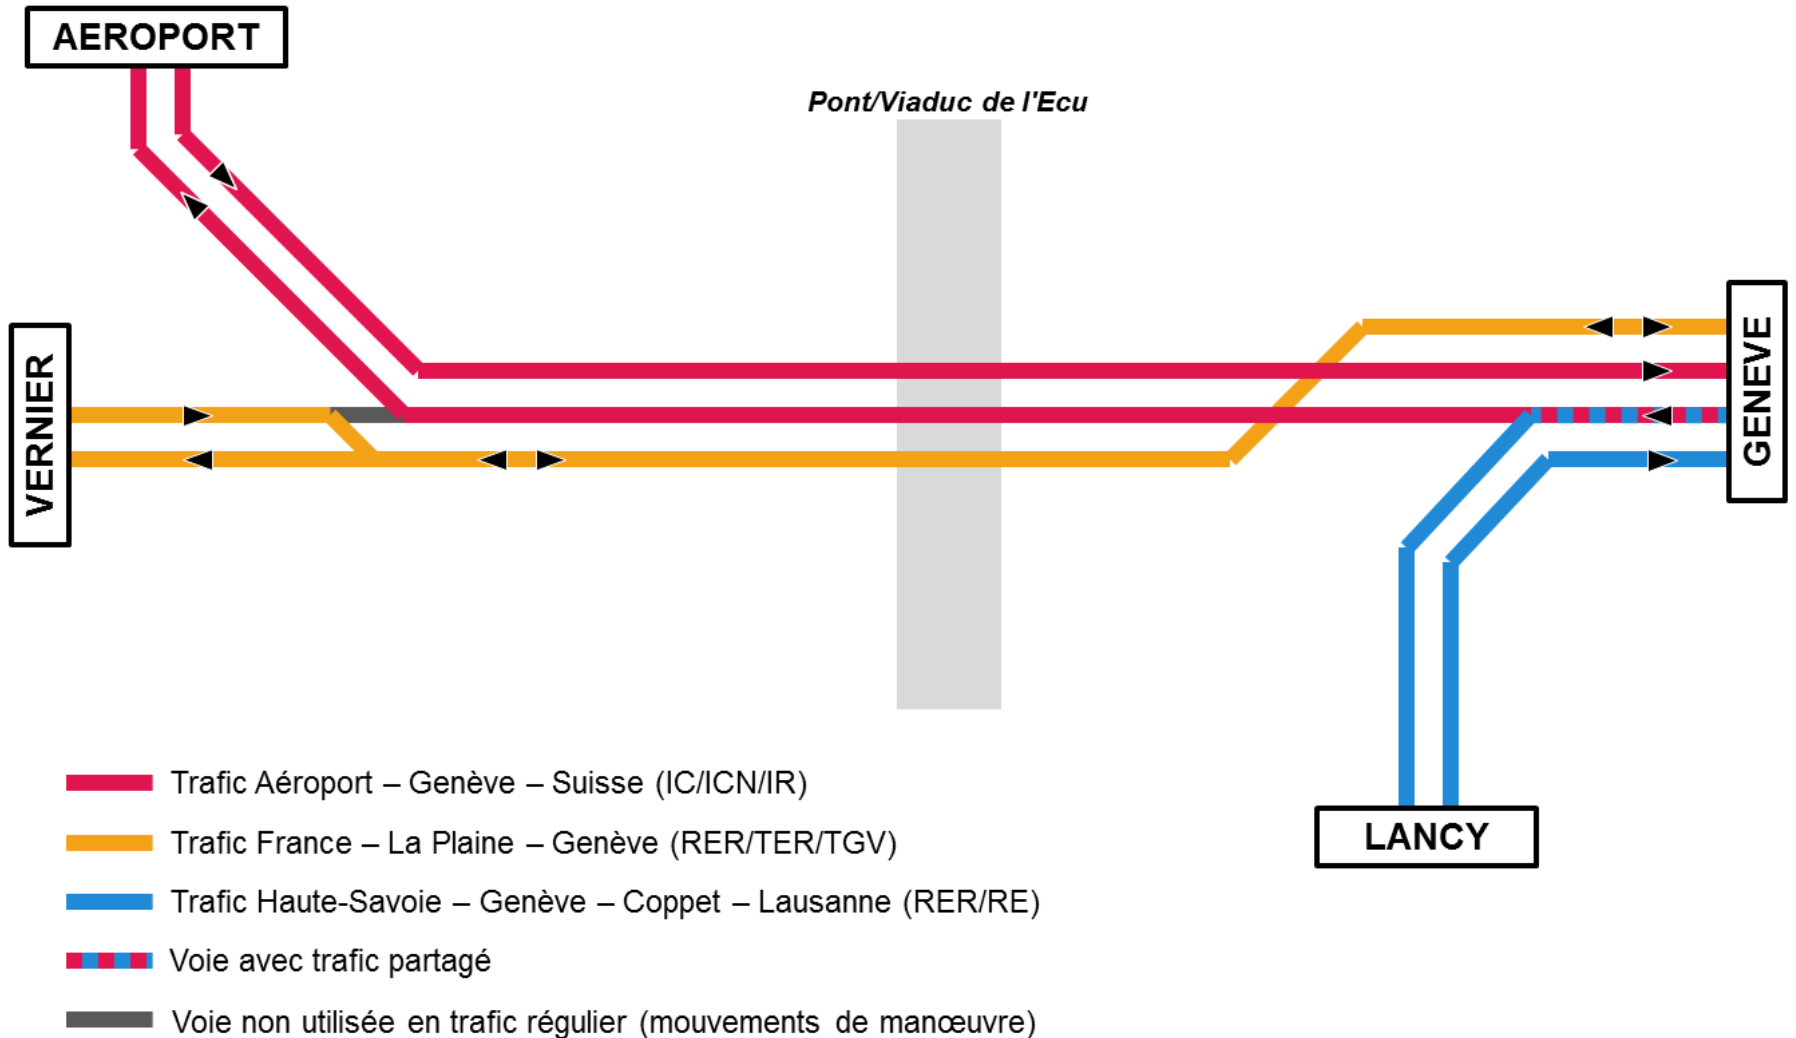 AEROPORT
Pont/Viaduc de l'Ecu
VERNIER
GENEVE
LANCY
Trafic Aéroport – Genève – Suisse (IC/ICN/IR)
Trafic France – La Plaine – Genève (RER/TER/TGV)
Trafic Haute-Savoie – Genève – Coppet – Lausanne (RER/RE)
Voie avec trafic partagé
Voie non utilisée en trafic régulier (mouvements de manœuvre)